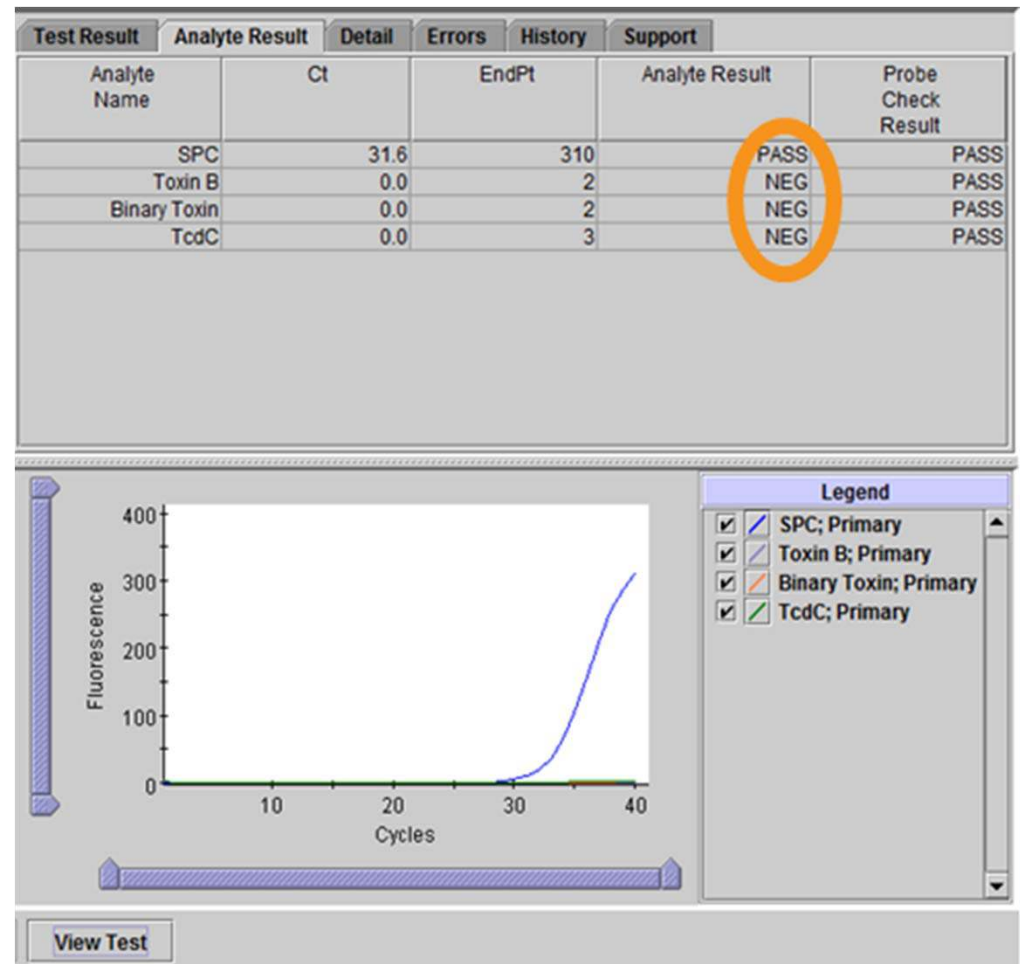 Test Result Analyte Result Detail Errors History Support
Analyte Name Ct EndPt Analyte Result Probe Check Result
SPC 31.6 310 PASS PASS
Toxin B 0.0 2 NEG PASS
Binary Toxin 0.0 2 NEG PASS
TcdC 0.0 3 NEG PASS
400
300
200
100
0
Fluorescence
10 20 30 40
Cycles
Legend
SPC; Primary
Toxin B; Primary
Binary Toxin; Primary
TcdC; Primary
View Test